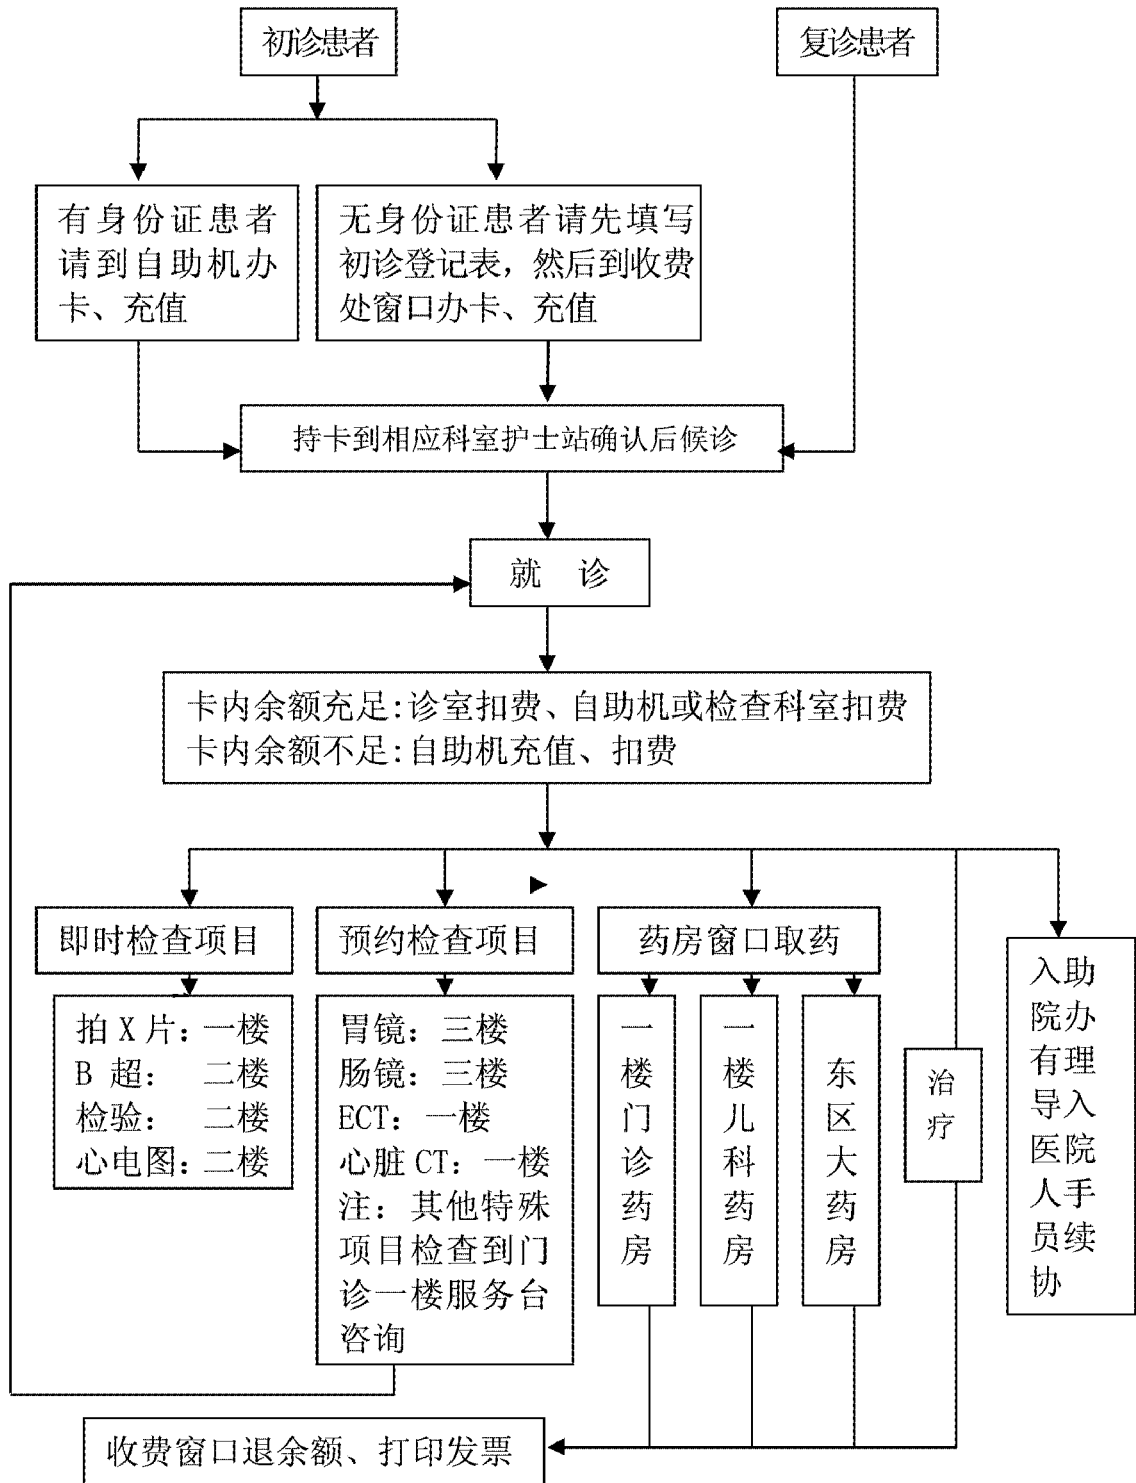 初诊患者
复诊患者
有身份证患者
请到自助机办
卡、充值
无身份证患者请先填写
初诊登记表,然后到收费
处窗口办卡、充值
持卡到相应科室护士站确认后候诊
就 诊
卡内余额充足:诊室扣费、自助机或检查科室扣费
卡内余额不足:自助机充值、扣费
即时检查项目
预约检查项目
药房窗口取药
拍X片:一楼
B 超: 二楼
检验: 二楼
心电图:二楼
胃镜:三楼
肠镜:三楼
ECT:一楼
心脏CT:一楼
注:其他特殊
项目检查到门
诊一楼服务台
咨询
一楼门诊药房
一楼儿科药房
东区大药房
治疗
入院有导医人员协
助办理入院手续
收费窗口退余额、打印发票